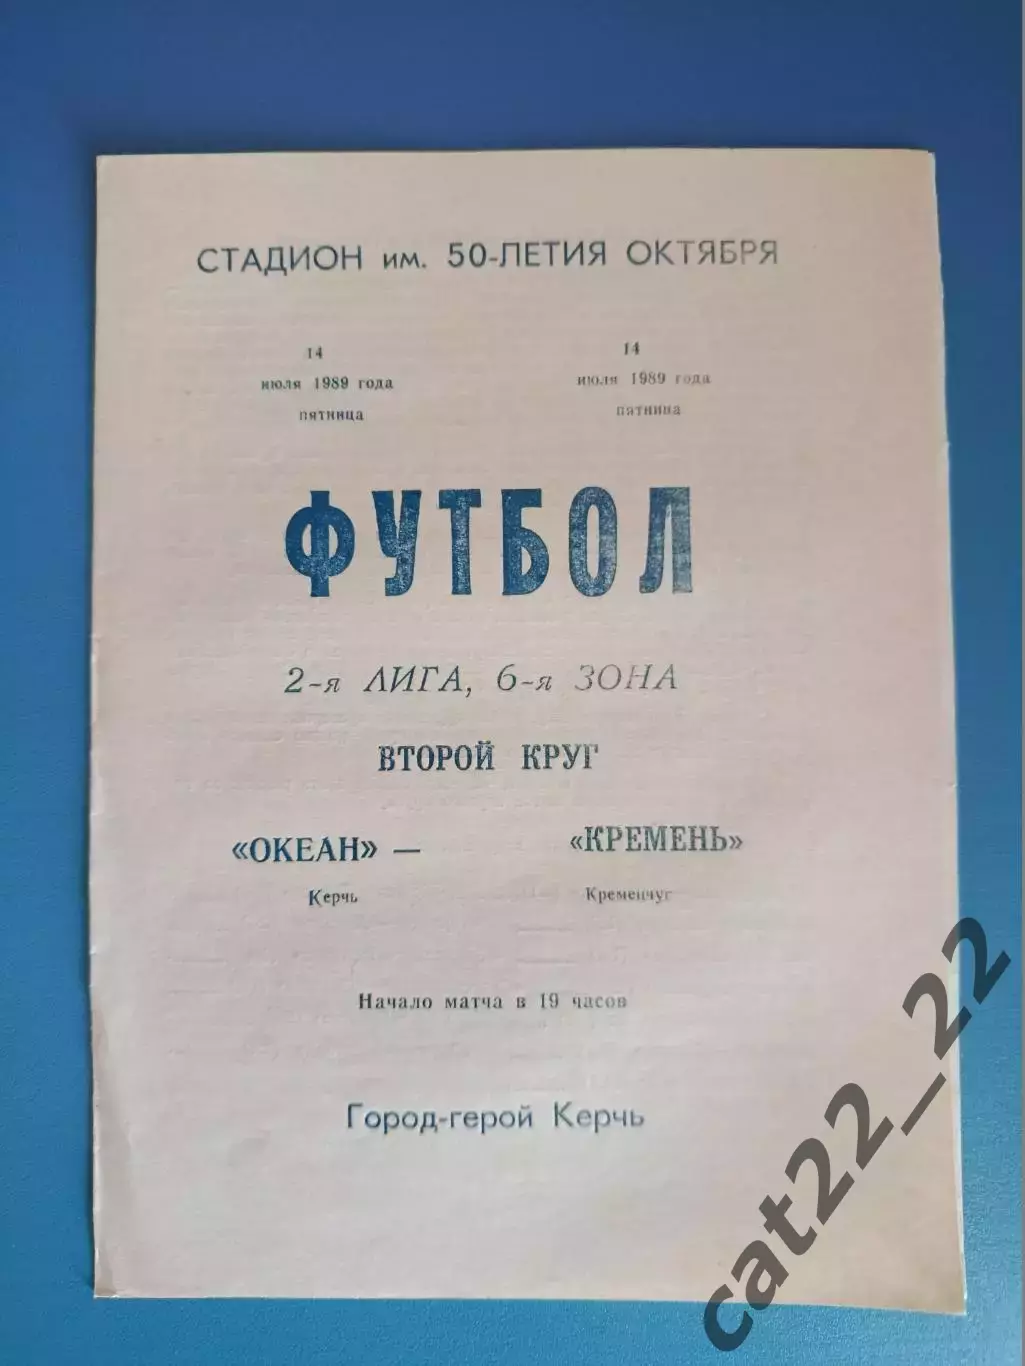 СТАДИОН им. 50-ЛЕТИЯ ОКТЯБРЯ
14 14
июля 1989 года июля 1989 года
пятница пятница
ФУТБОЛ
2-я ЛИГА, 6-я ЗОНА
ВТОРОЙ КРУГ
«ОКЕАН» — «КРЕМЕНЬ»
Керчь Кременчуг
Начало матча в 19 часов
Город-герой Керчь
cat22_22